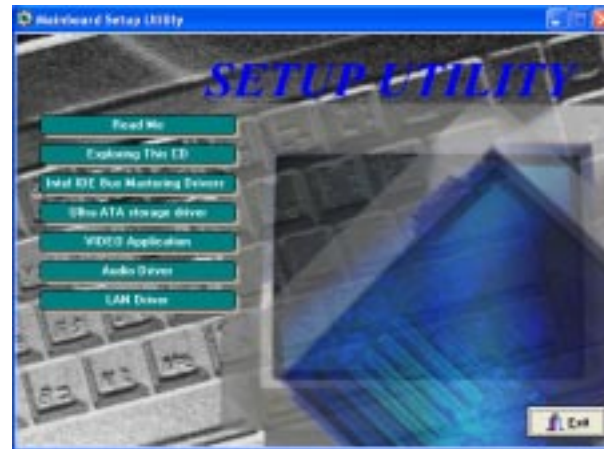 Mainboard Setup Utility
SETUP UTILITY
Read Me
Exploring This CD
Intel IDE Bus Mastering Drivers
Ultra ATA storage driver
VIDEO Application
Audio Driver
LAN Driver
Exit